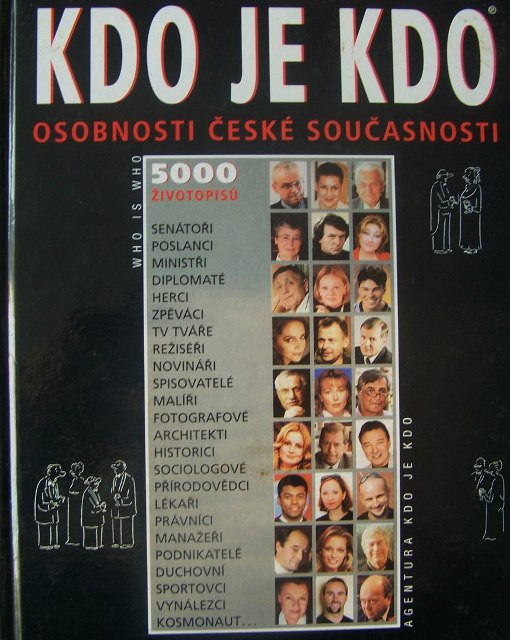 KDO JE KDO®
OSOBNOSTI ČESKÉ SOUČASNOSTI
WHO IS WHO
5000
ŽIVOTOPISŮ
SENÁTOŘI
POSLANCI
MINISTŘI
DIPLOMATÉ
HERCI
ZPĚVÁCI
TV TVÁŘE
REŽISÉŘI
NOVINÁŘI
SPISOVATELÉ
MALÍŘI
FOTOGRAFOVÉ
ARCHITEKTI
HISTORICI
SOCIOLOGOVÉ
PŘÍRODOVĚDCI
LÉKAŘI
PRÁVNÍCI
MANAŽEŘI
PODNIKATELÉ
DUCHOVNÍ
SPORTOVCI
VYNÁLEZCI
KOSMONAUT...
AGENTURA KDO JE KDO